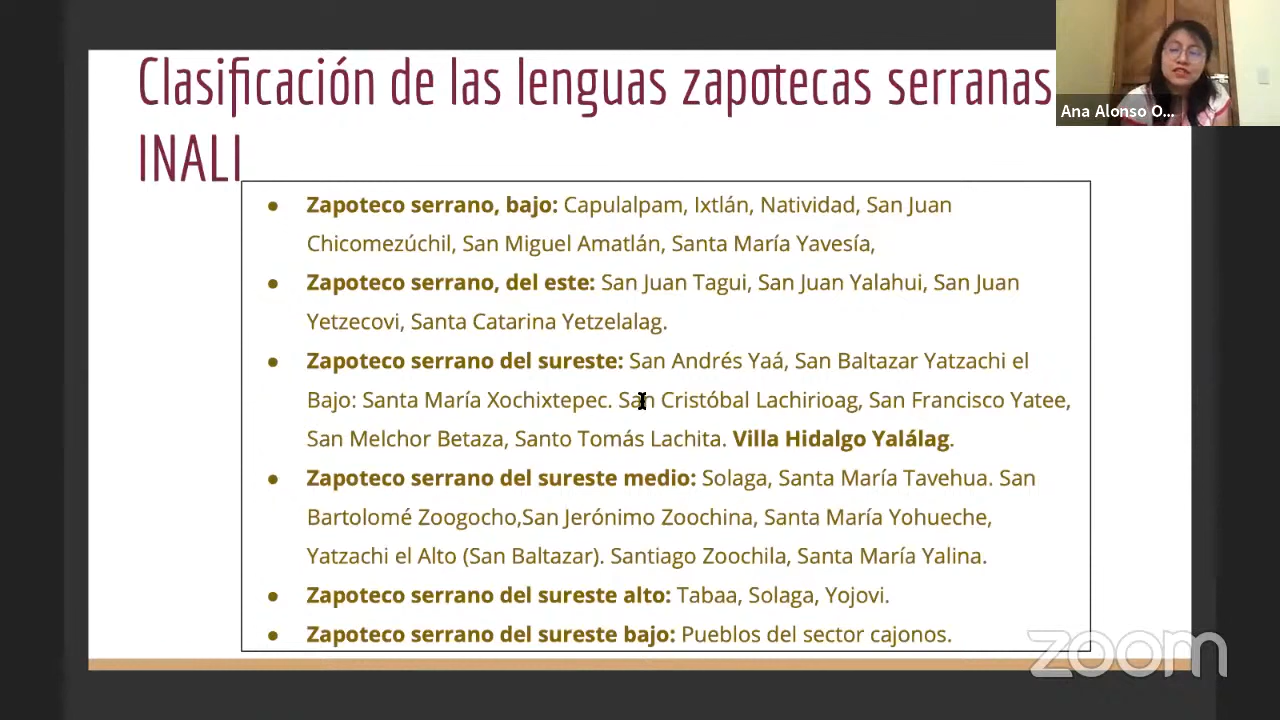 Clasificación de las lenguas zapotecas serranas
INALI
Ana Alonso O...
● Zapoteco serrano, bajo: Capulalpam, Ixtlán, Natividad, San Juan
Chicomezúchil, San Miguel Amatlán, Santa María Yavesía,
● Zapoteco serrano, del este: San Juan Tagui, San Juan Yalahui, San Juan
Yetzecovi, Santa Catarina Yetzelalag.
● Zapoteco serrano del sureste: San Andrés Yaá, San Baltazar Yatzachi el
Bajo: Santa María Xochixtepec. San Cristóbal Lachirioag, San Francisco Yatee,
San Melchor Betaza, Santo Tomás Lachita. Villa Hidalgo Yalálag.
● Zapoteco serrano del sureste medio: Solaga, Santa María Tavehua. San
Bartolomé Zoogocho,San Jerónimo Zoochina, Santa María Yohueche,
Yatzachi el Alto (San Baltazar). Santiago Zoochila, Santa María Yalina.
● Zapoteco serrano del sureste alto: Tabaa, Solaga, Yojovi.
● Zapoteco serrano del sureste bajo: Pueblos del sector cajonos.
zoom